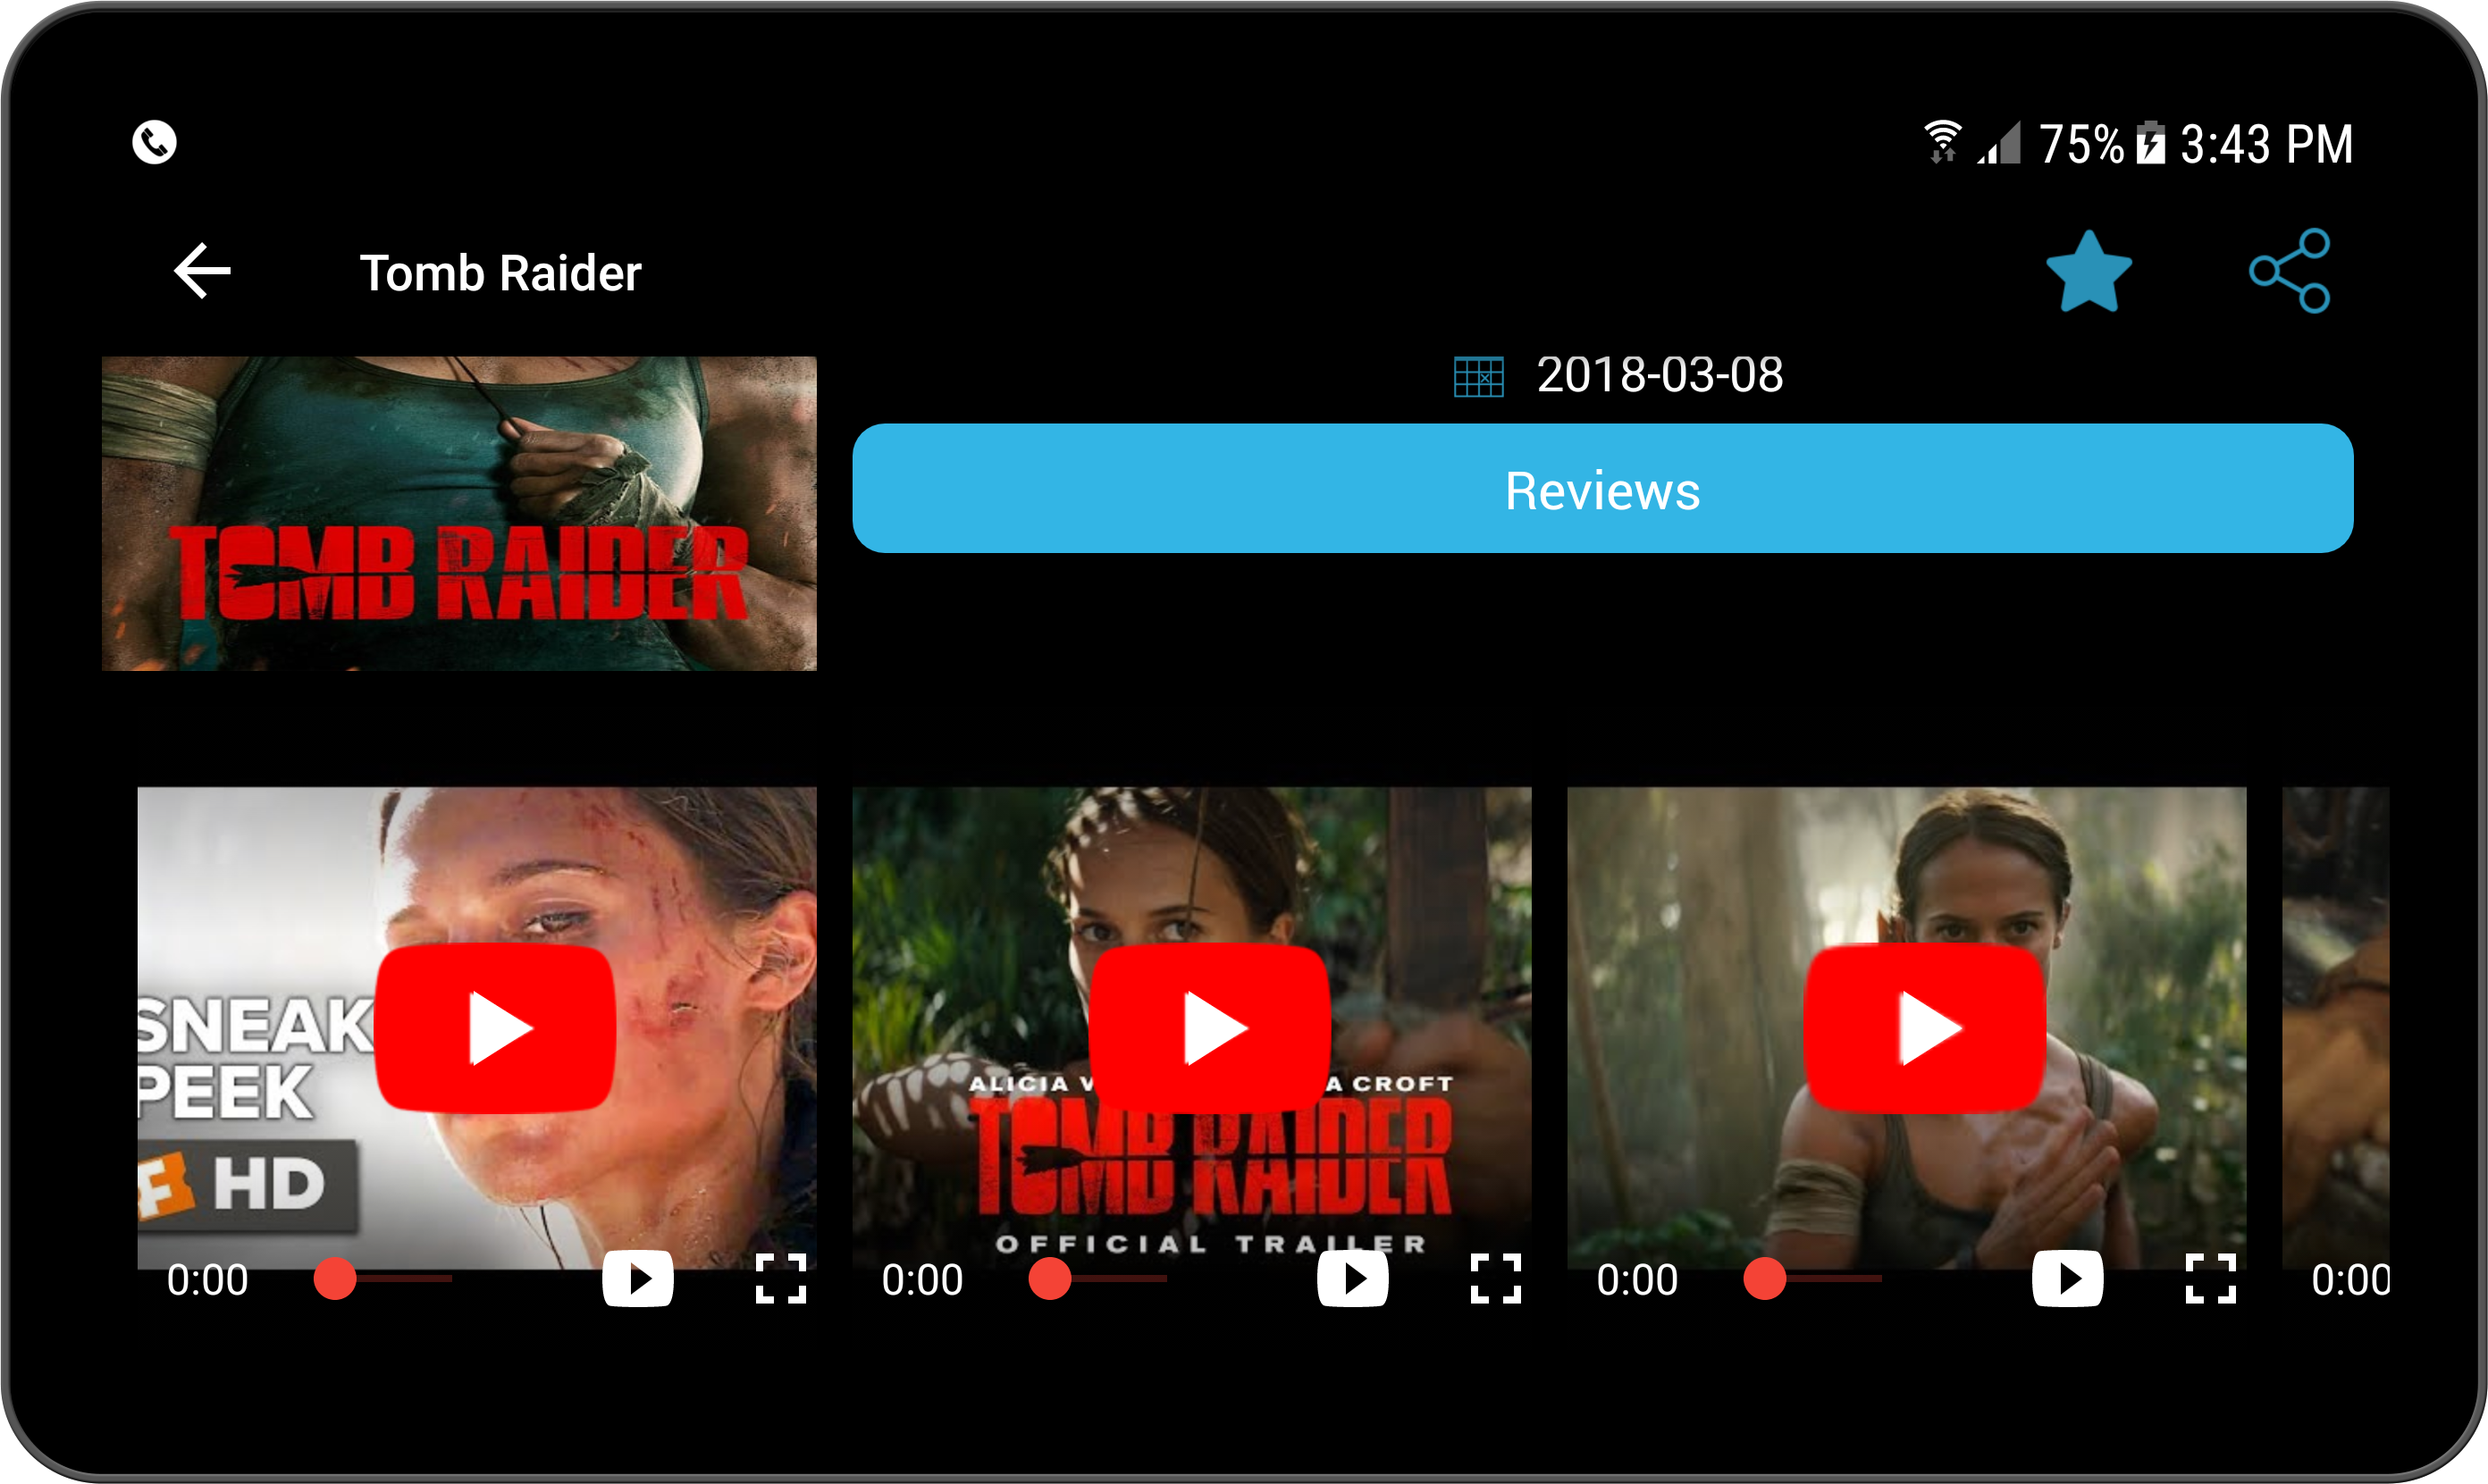 75% 3:43 PM
Tomb Raider
2018-03-08
Reviews
TOMB RAIDER
SNEAK
PEEK
F HD
ALICIA V A CROFT
TOMB RAIDER
OFFICIAL TRAILER
0:00
0:00
0:00
0:00